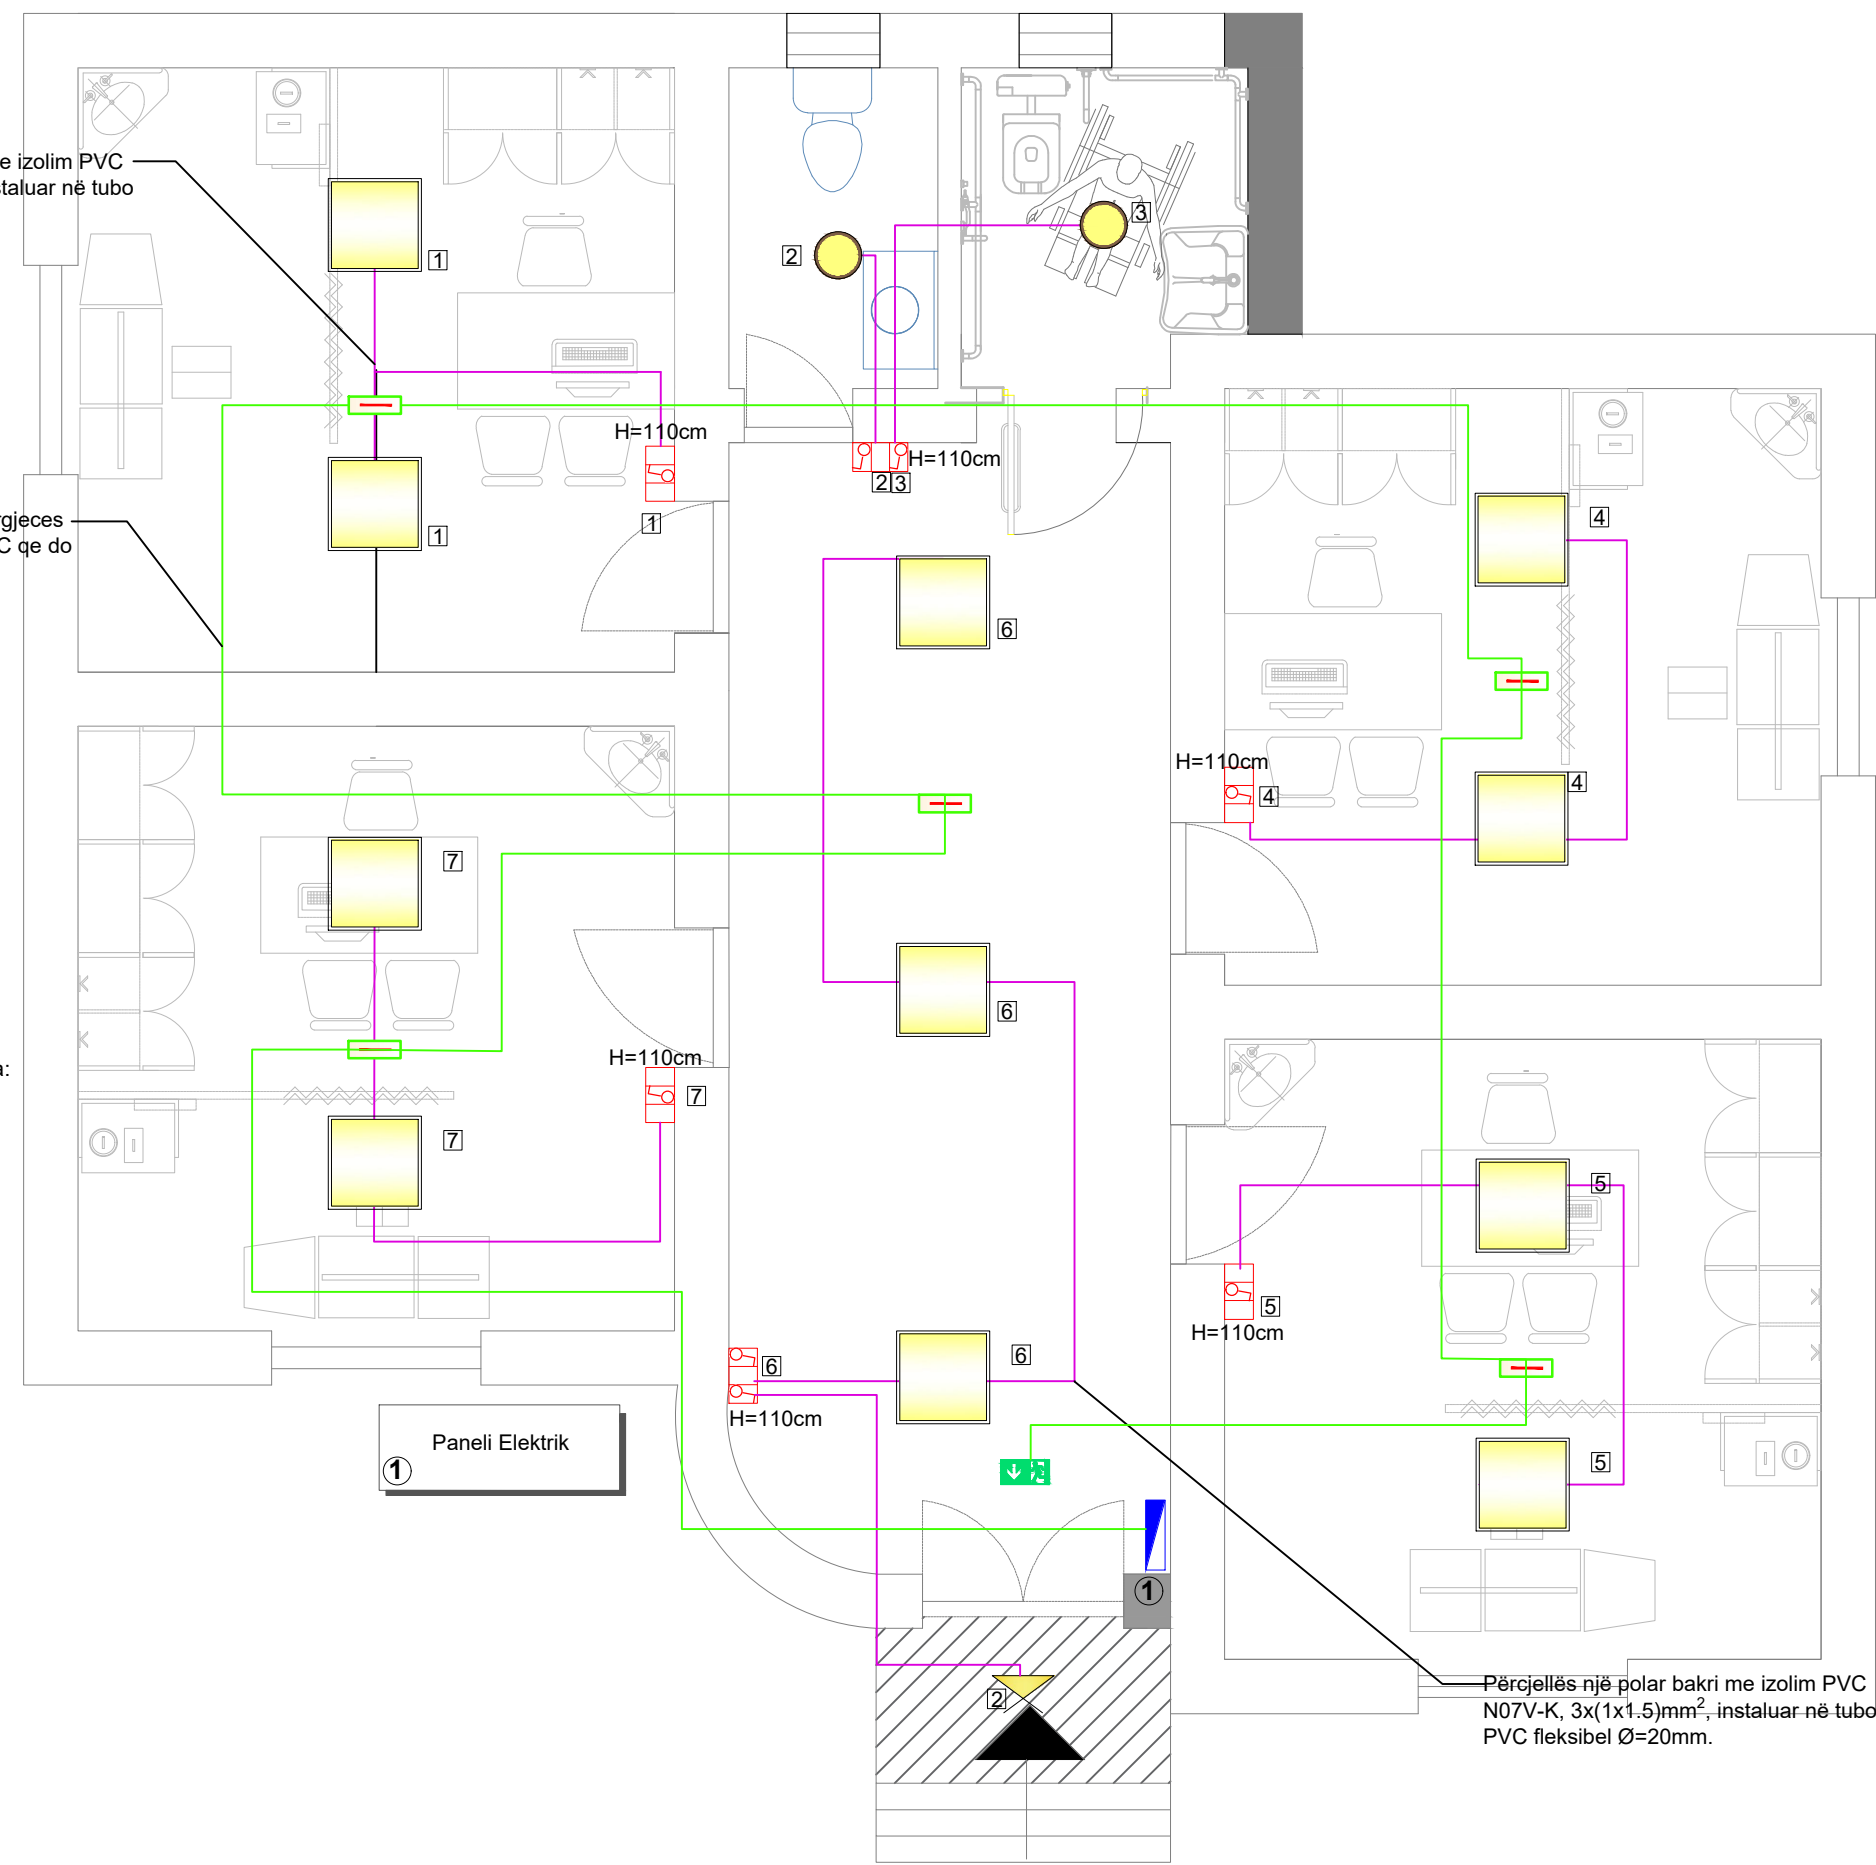 e izolim PVC
staluar në tubo
1
2
3
H=110cm
H=110cm
2 3
1
1
4
rgjeces
C qe do
6
H=110cm
4
4
7
6
a:
H=110cm
7
7
5
5
H=110cm
6
6
H=110cm
Paneli Elektrik
1
5
1
2
Përcjellës një polar bakri me izolim PVC
N07V-K, 3x(1x1.5)mm², instaluar në tubo
PVC fleksibel Ø=20mm.